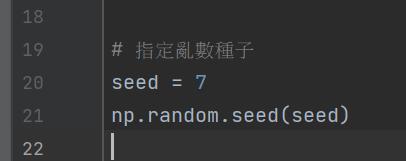 18
19 # 指定亂數種子
20 seed = 7
21 np.random.seed(seed)
22